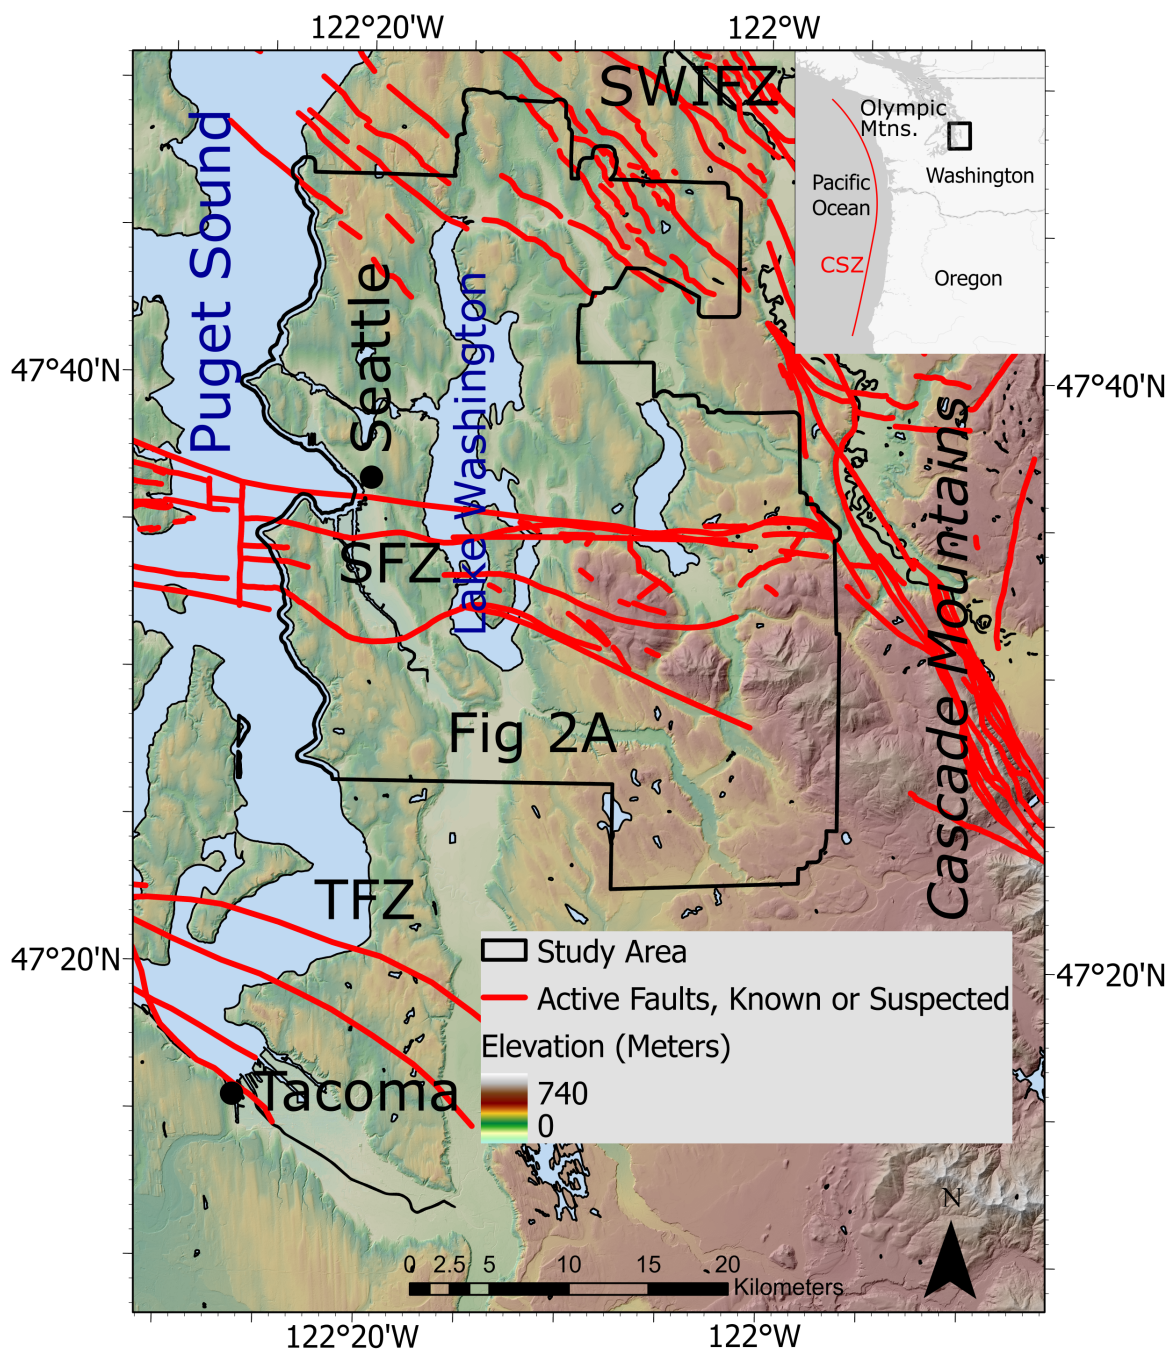 122°20'W
122°W
SWIFZ
Olympic
Mtns.
Washington
Pacific
Ocean
CSZ
Oregon
Puget Sound
Seattle
Lake Washington
47°40'N
47°40'N
Cascade Mountains
SFZ
Fig 2A
TFZ
47°20'N
47°20'N
Study Area
Active Faults, Known or Suspected
Elevation (Meters)
740
0
Tacoma
N
0 2.5 5 10 15 20
Kilometers
122°20'W
122°W